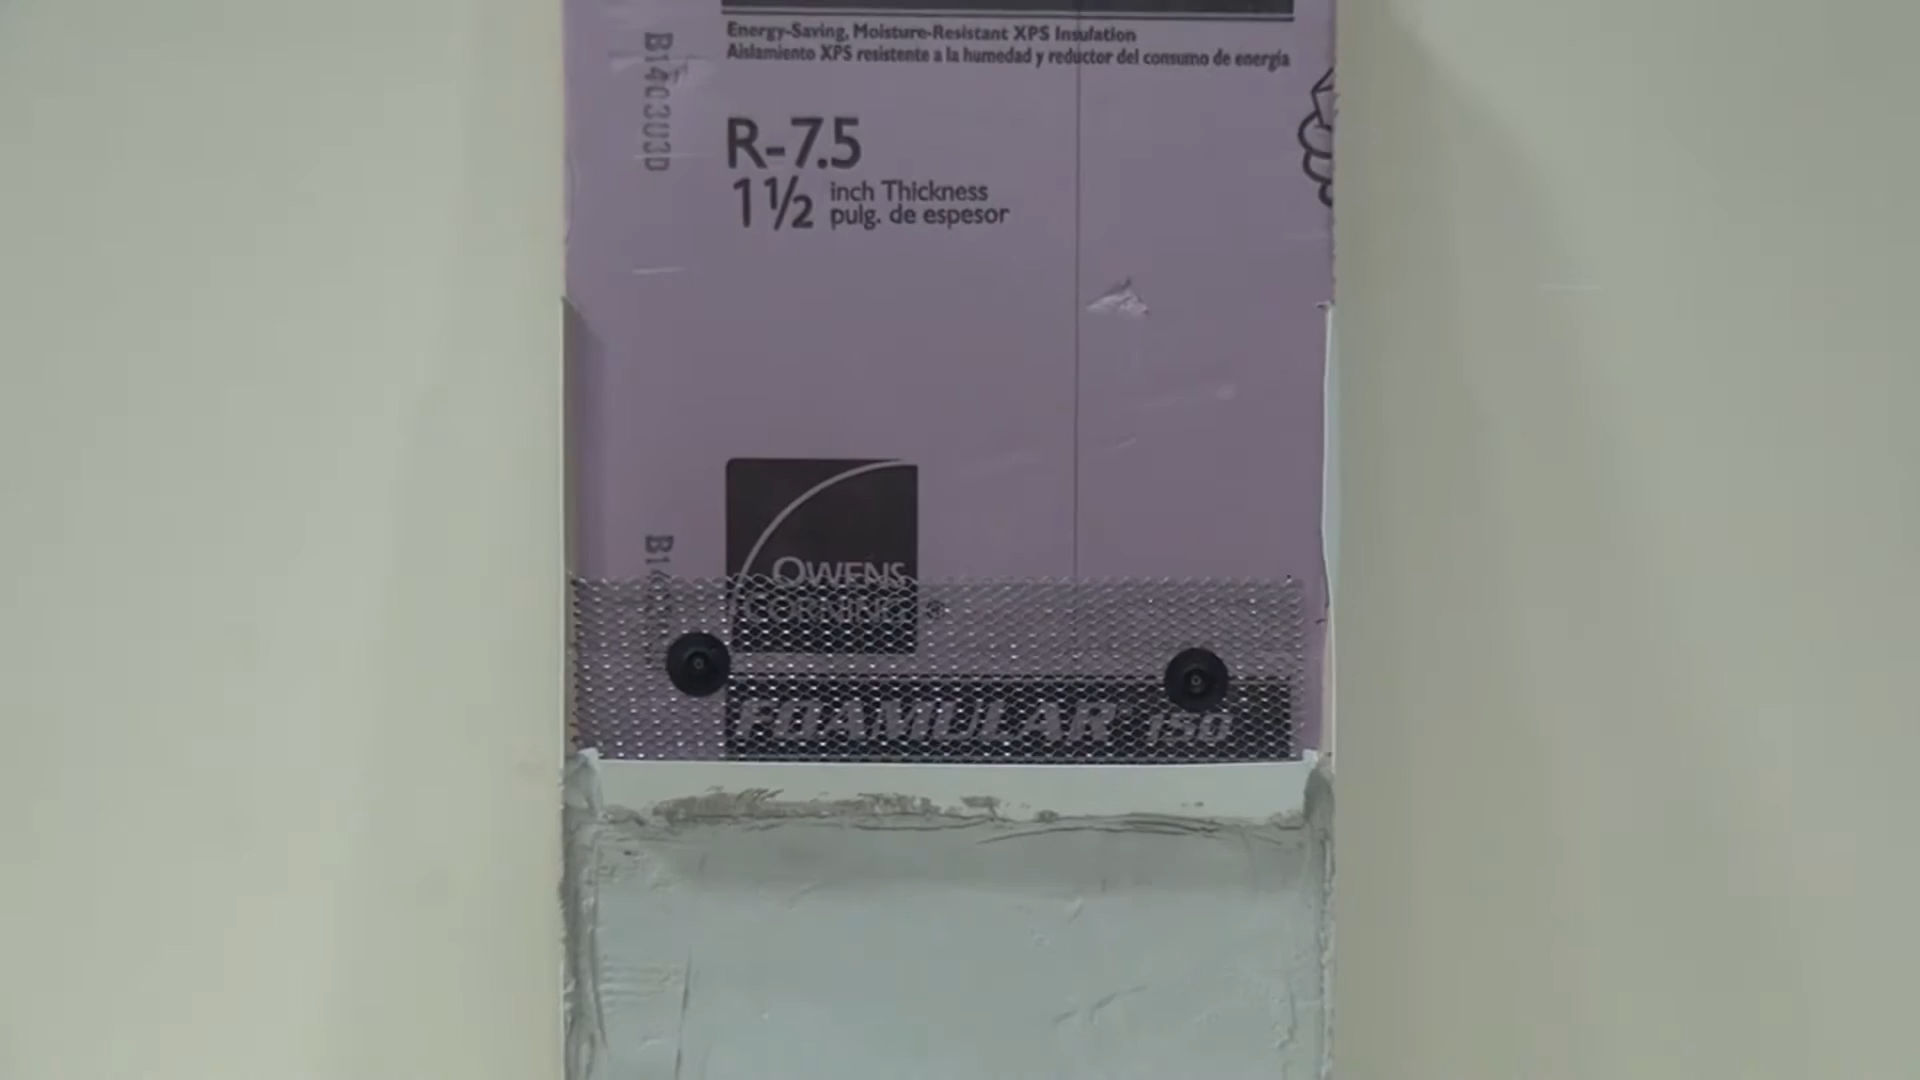 Energy-Saving, Moisture-Resistant XPS Insulation
Aislamiento XPS resistente a la humedad y reductor del consumo de energía
R-7.5
1½ inch Thickness
pulg. de espesor
OWENS
CORNING ®
FOAMULAR 150